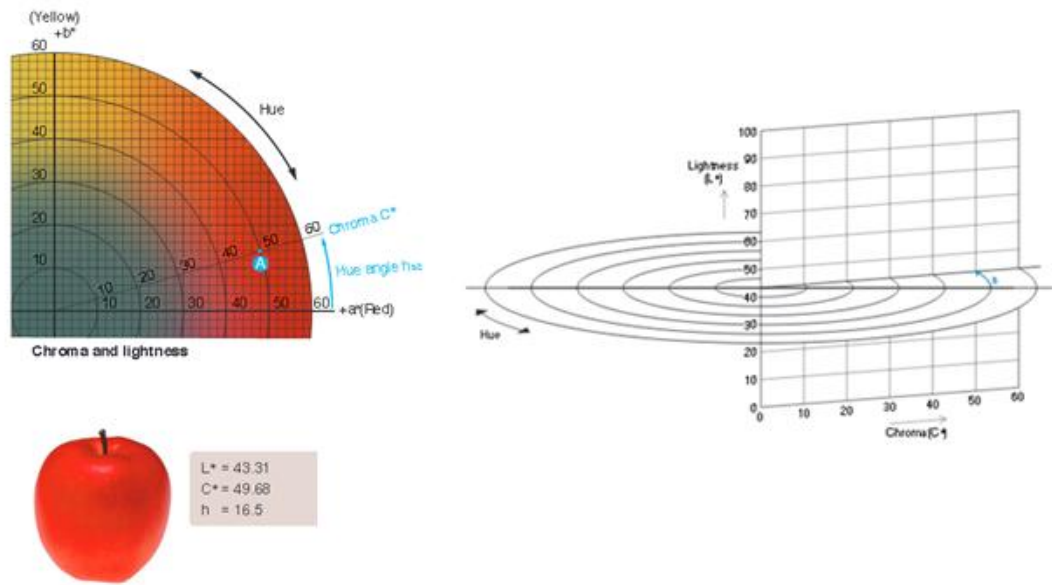 (Yellow)
+b*
60
50
40
30
20
10
Hue
10 20 30 40 50 60
Chroma C*
A
Hue angle
10 20 30 40 50 60
+a*(Red)
Chroma and lightness
L* = 43.31
C* = 49.68
h = 16.5
Lightness
(L*)
100
90
80
70
60
50
40
30
20
10
0
Hue
0 10 20 30 40 50 60
Chroma(C*)